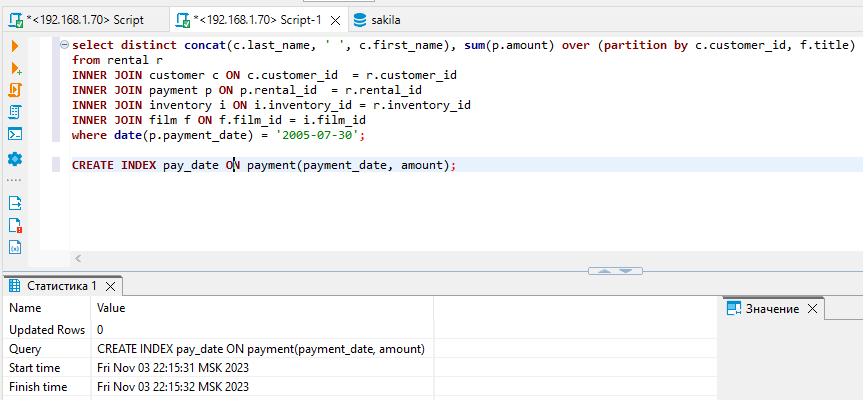 *<192.168.1.70> Script
*<192.168.1.70> Script-1
sakila
select distinct concat(c.last_name, ' ', c.first_name), sum(p.amount) over (partition by c.customer_id, f.title)
from rental r
INNER JOIN customer c ON c.customer_id  = r.customer_id
INNER JOIN payment p ON p.rental_id  = r.rental_id
INNER JOIN inventory i ON i.inventory_id = r.inventory_id
INNER JOIN film f ON f.film_id = i.film_id
where date(p.payment_date) = '2005-07-30';
CREATE INDEX pay_date ON payment(payment_date, amount);
Статистика 1
Name Value
Updated Rows 0
Query CREATE INDEX pay_date ON payment(payment_date, amount)
Start time Fri Nov 03 22:15:31 MSK 2023
Finish time Fri Nov 03 22:15:32 MSK 2023
Значение